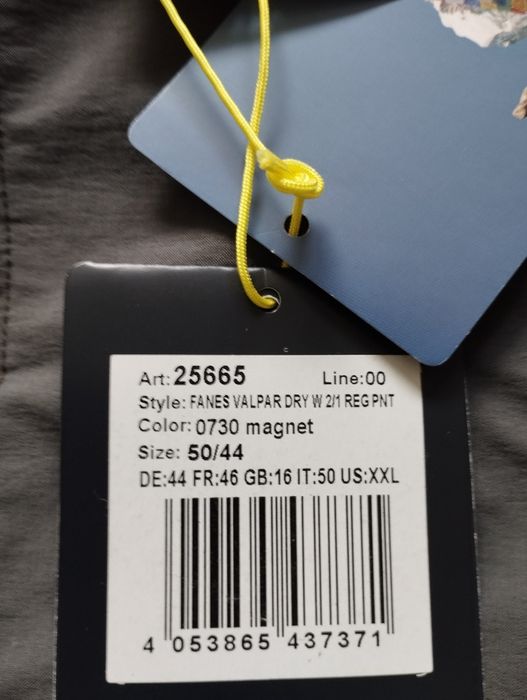 Art: 25665 Line:00
Style: FANES VALPAR DRY W 2/1 REG PNT
Color: 0730 magnet
Size: 50/44
DE:44 FR:46 GB:16 IT:50 US:XXL
4 053865 437371